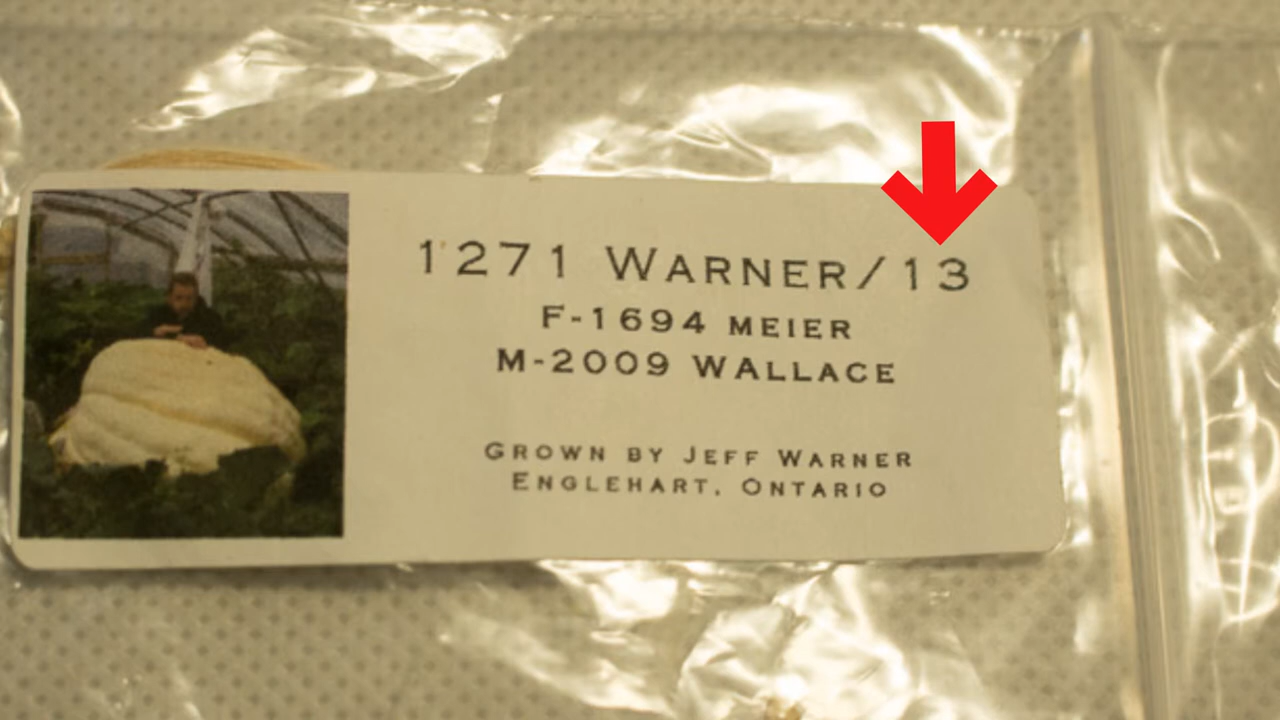 1271 WARNER/13
F-1694 MEIER
M-2009 WALLACE
GROWN BY JEFF WARNER
ENGLEHART, ONTARIO